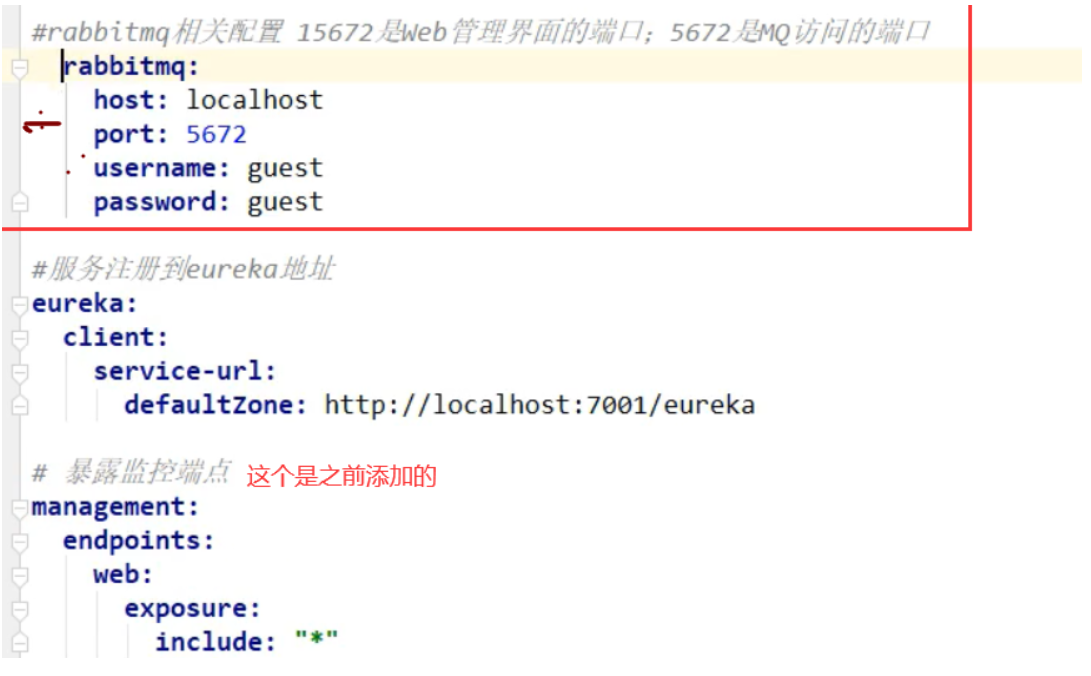 #rabbitmq相关配置 15672是Web管理界面的端口；5672是MQ访问的端口
rabbitmq:
host: localhost
port: 5672
username: guest
password: guest
#服务注册到eureka地址
eureka:
client:
service-url:
defaultZone: http://localhost:7001/eureka
# 暴露监控端点 这个是之前添加的
management:
endpoints:
web:
exposure:
include: "*"